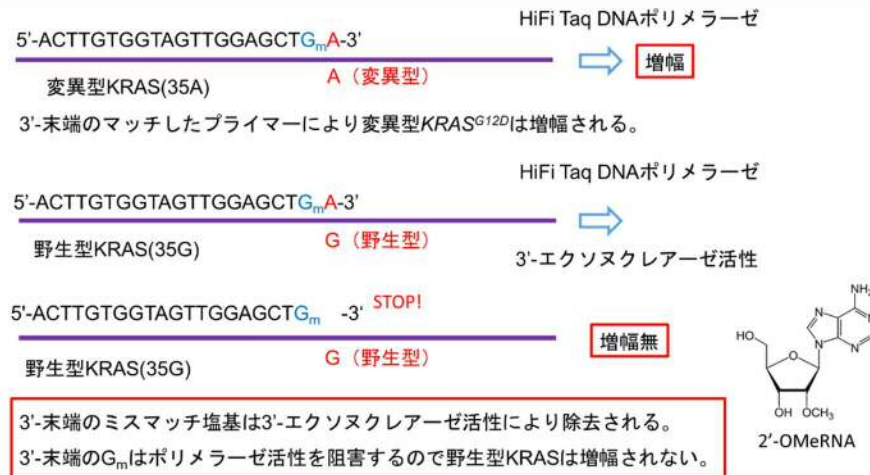 HiFi Taq DNAポリメラーゼ
5'-ACTTGTGGTAGTTGGAGCTGmA-3'
変異型KRAS(35A)
A（変異型）
増幅
3'-末端のマッチしたプライマーにより変異型KRASG12Dは増幅される。
HiFi Taq DNAポリメラーゼ
5'-ACTTGTGGTAGTTGGAGCTGmA-3'
野生型KRAS(35G)
G（野生型）
3'-エクソヌクレアーゼ活性
5'-ACTTGTGGTAGTTGGAGCTGm -3' STOP!
野生型KRAS(35G)
G（野生型）
増幅無
3'-末端のミスマッチ塩基は3'-エクソヌクレアーゼ活性により除去される。
3'-末端のGmはポリメラーゼ活性を阻害するので野生型KRASは増幅されない。
NH2
N
N
N
N
HO
O
OH
OCH3
2'-OMeRNA